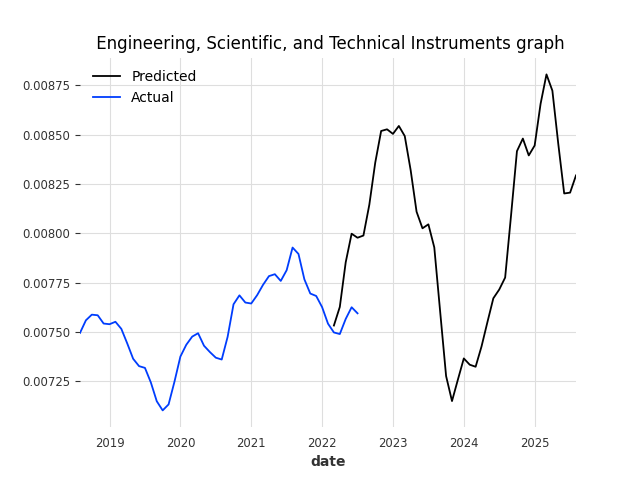 Engineering, Scientific, and Technical Instruments graph
Predicted
Actual
0.00875
0.00850
0.00825
0.00800
0.00775
0.00750
0.00725
2019 2020 2021 2022 2023 2024 2025
date